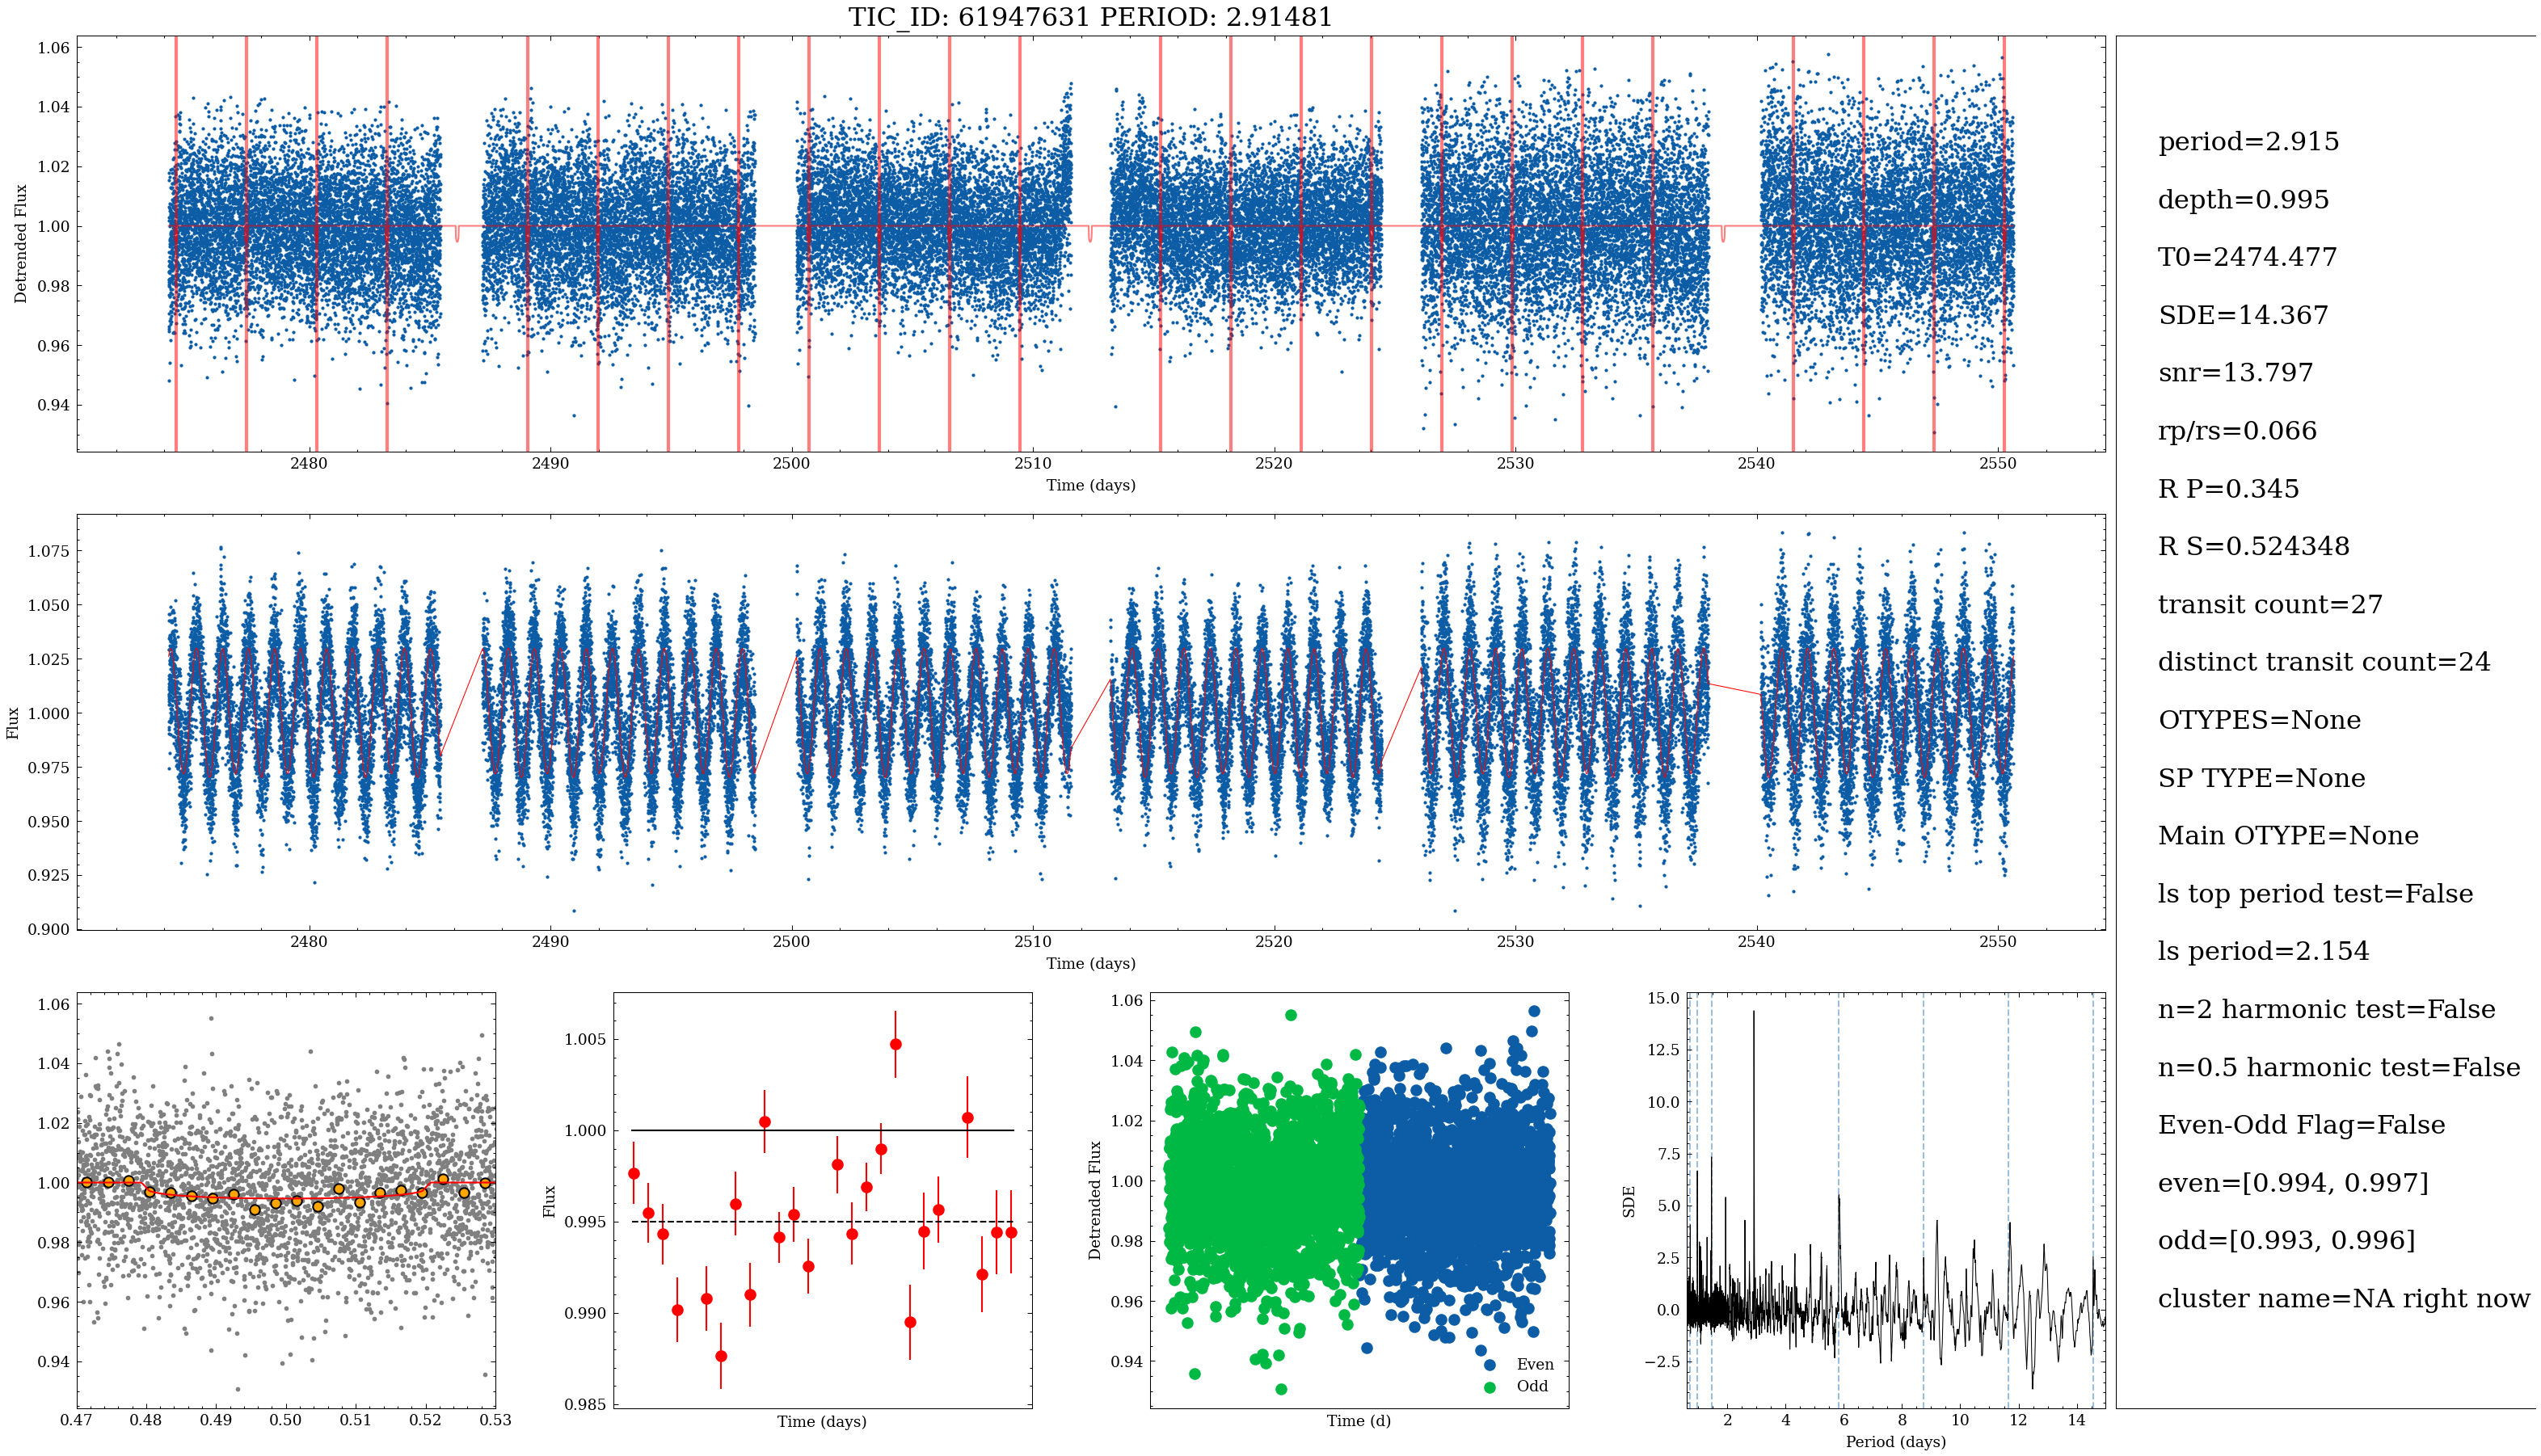 TIC_ID: 61947631 PERIOD: 2.91481
1.06
1.04
1.02
1.00
0.98
0.96
0.94
Detrended Flux
2480 2490 2500 2510 2520 2530 2540 2550
Time (days)
1.075
1.050
1.025
1.000
0.975
0.950
0.925
0.900
Flux
2480 2490 2500 2510 2520 2530 2540 2550
Time (days)
1.06
1.04
1.02
1.00
0.98
0.96
0.94
0.47 0.48 0.49 0.50 0.51 0.52 0.53
1.005
1.000
0.995
0.990
0.985
Flux
Time (days)
1.06
1.04
1.02
1.00
0.98
0.96
0.94
Detrended Flux
Even
Odd
Time (d)
15.0
12.5
10.0
7.5
5.0
2.5
0.0
−2.5
SDE
2 4 6 8 10 12 14
Period (days)
period=2.915
depth=0.995
T0=2474.477
SDE=14.367
snr=13.797
rp/rs=0.066
R P=0.345
R S=0.524348
transit count=27
distinct transit count=24
OTYPES=None
SP TYPE=None
Main OTYPE=None
ls top period test=False
ls period=2.154
n=2 harmonic test=False
n=0.5 harmonic test=False
Even-Odd Flag=False
even=[0.994, 0.997]
odd=[0.993, 0.996]
cluster name=NA right now